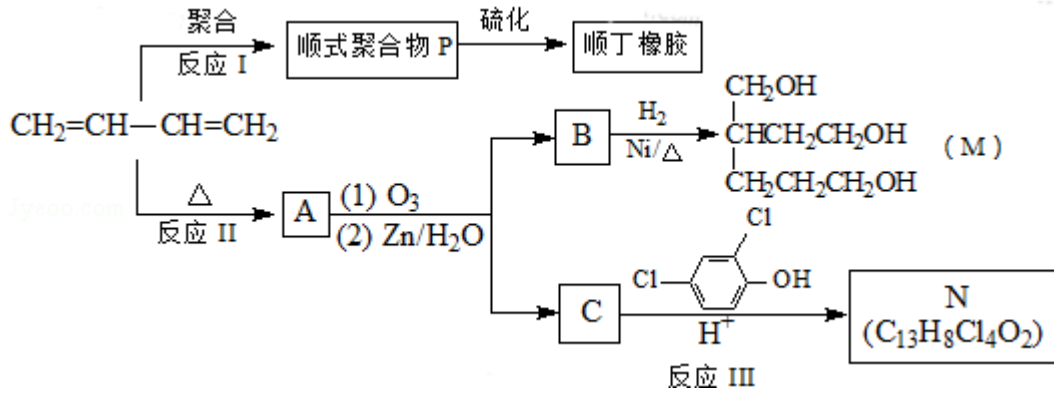 聚合
反应 I
顺式聚合物 P
硫化
顺丁橡胶
CH₂=CH—CH=CH₂
△
反应 II
A
(1) O₃
(2) Zn/H₂O
B
H₂
Ni/△
CH₂OH
CHCH₂CH₂OH
CH₂CH₂CH₂OH
(M)
C
Cl
Cl
OH
H⁺
反应 III
N
(C₁₃H₈Cl₄O₂)